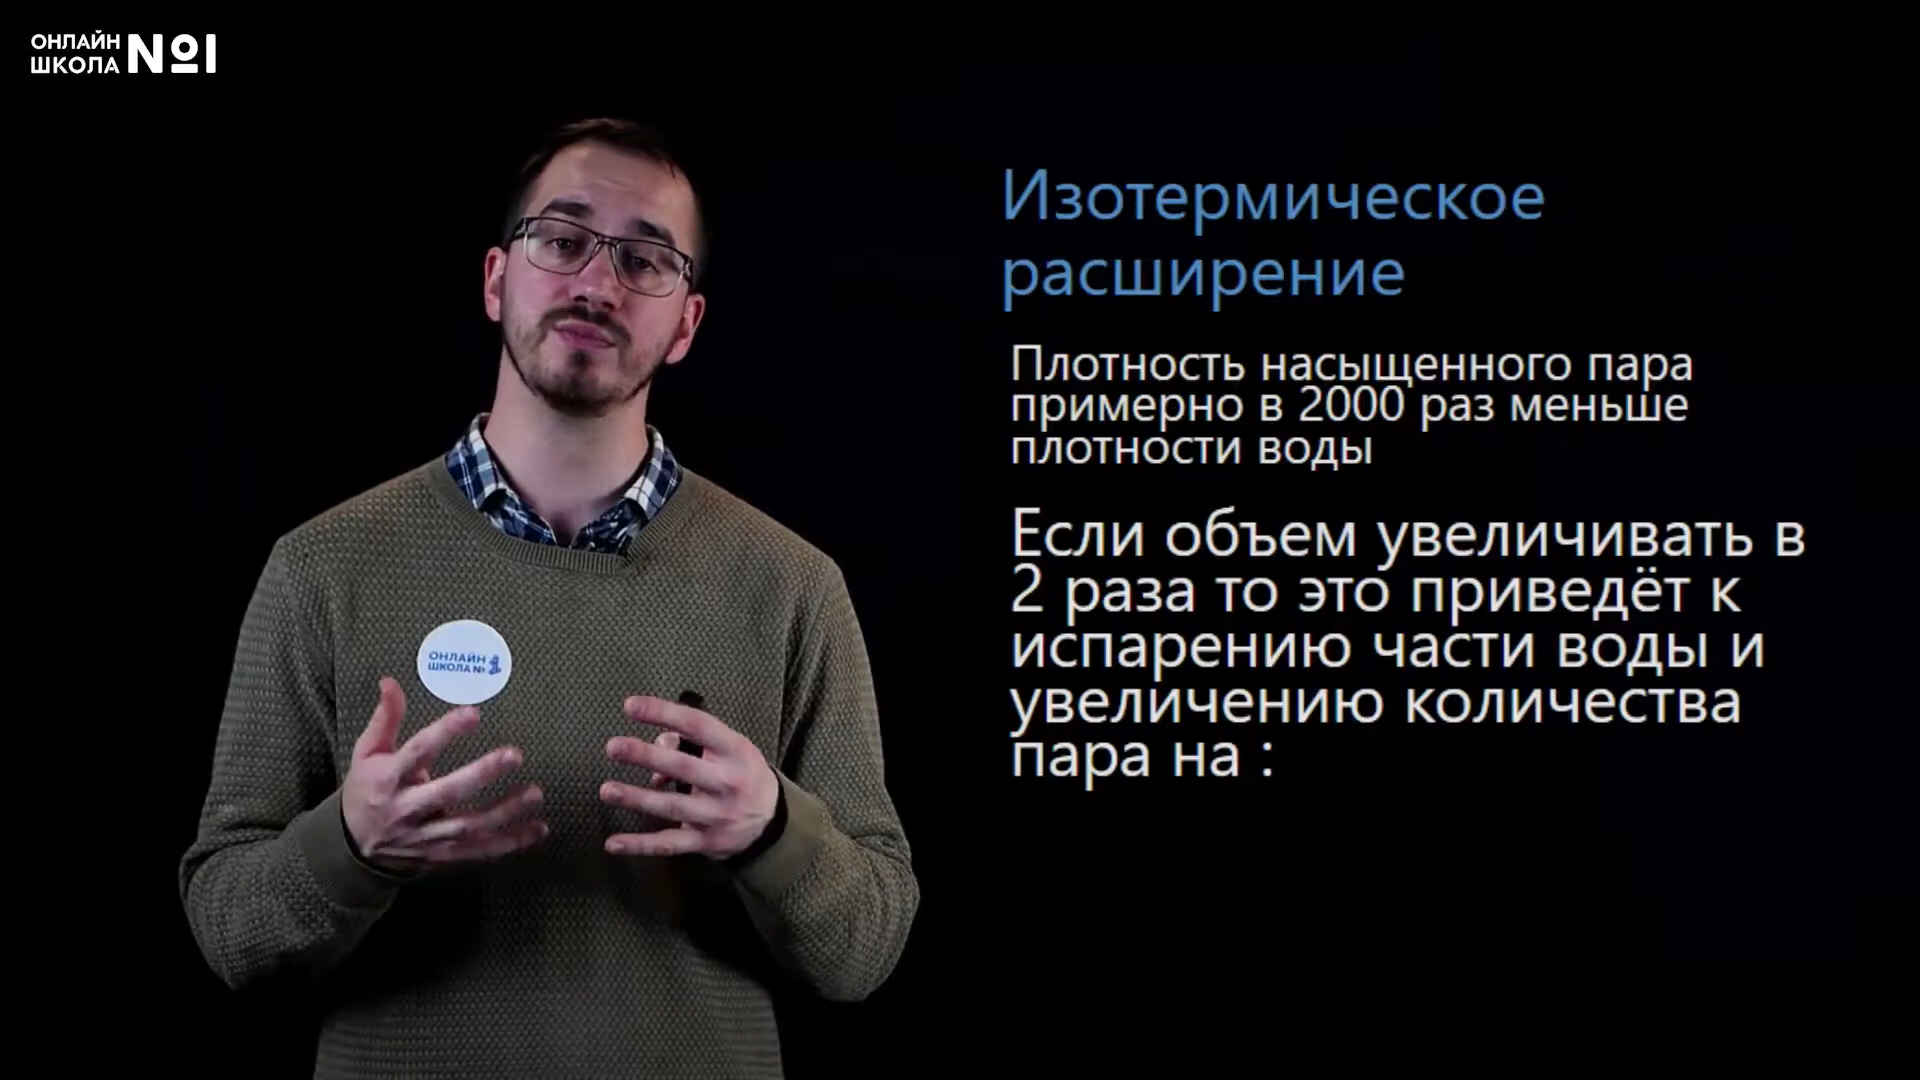 ОНЛАЙН
ШКОЛА №1
Изотермическое
расширение
Плотность насыщенного пара
примерно в 2000 раз меньше
плотности воды
Если объем увеличивать в
2 раза то это приведёт к
испарению части воды и
увеличению количества
пара на :
ОНЛАЙН
ШКОЛА №1